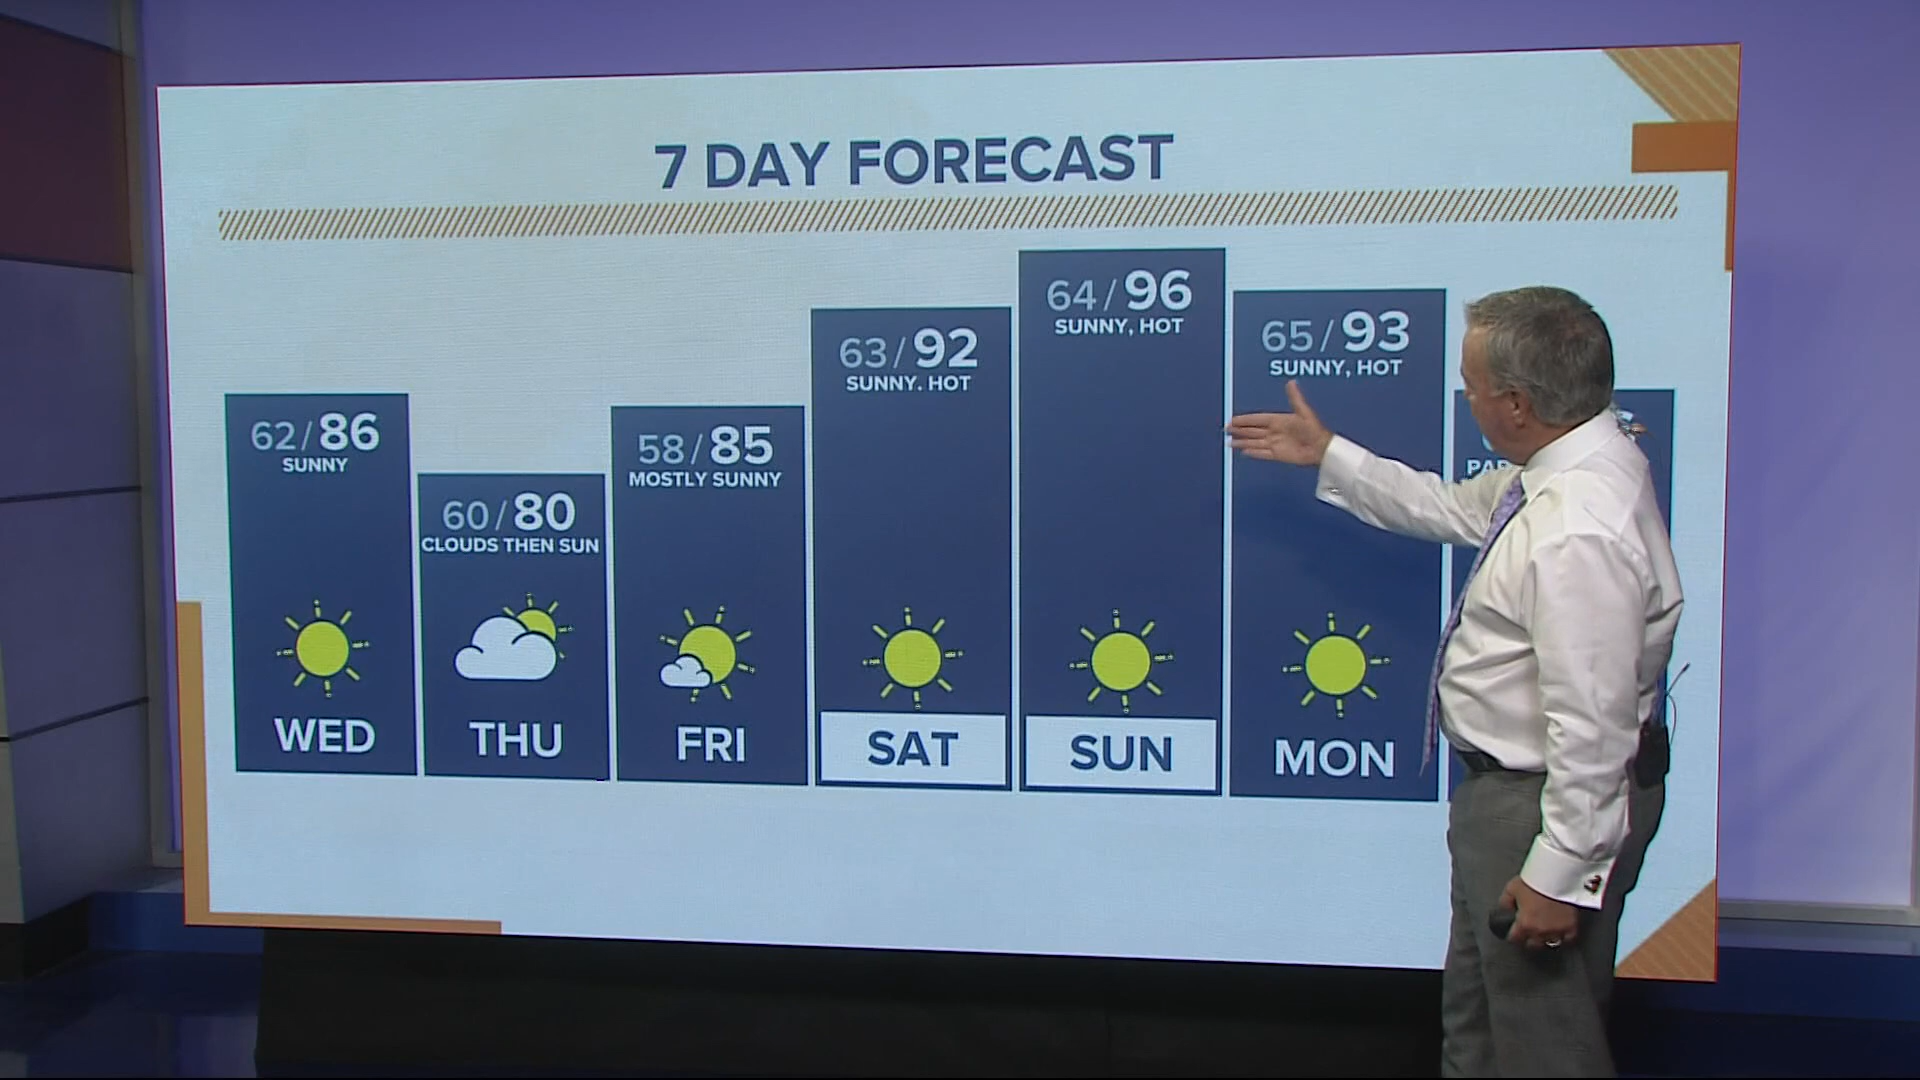 7 DAY FORECAST
62/86
SUNNY
WED
60/80
CLOUDS THEN SUN
THU
58/85
MOSTLY SUNNY
FRI
63/92
SUNNY. HOT
SAT
64/96
SUNNY, HOT
SUN
65/93
SUNNY, HOT
MON